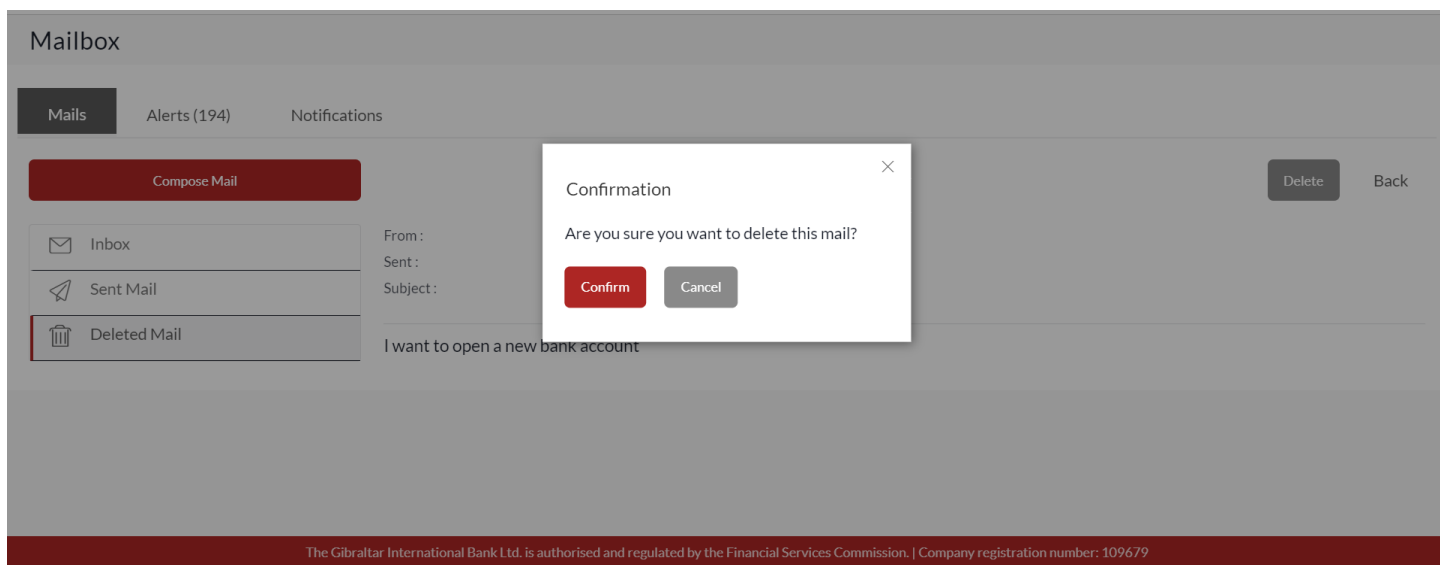 Mailbox
Mails Alerts (194) Notifications
Compose Mail
Delete Back
Inbox
Sent Mail
Deleted Mail
From :
Sent :
Subject :
I want to open a new bank account
Confirmation
Are you sure you want to delete this mail?
Confirm Cancel
The Gibraltar International Bank Ltd. is authorised and regulated by the Financial Services Commission. | Company registration number: 109679